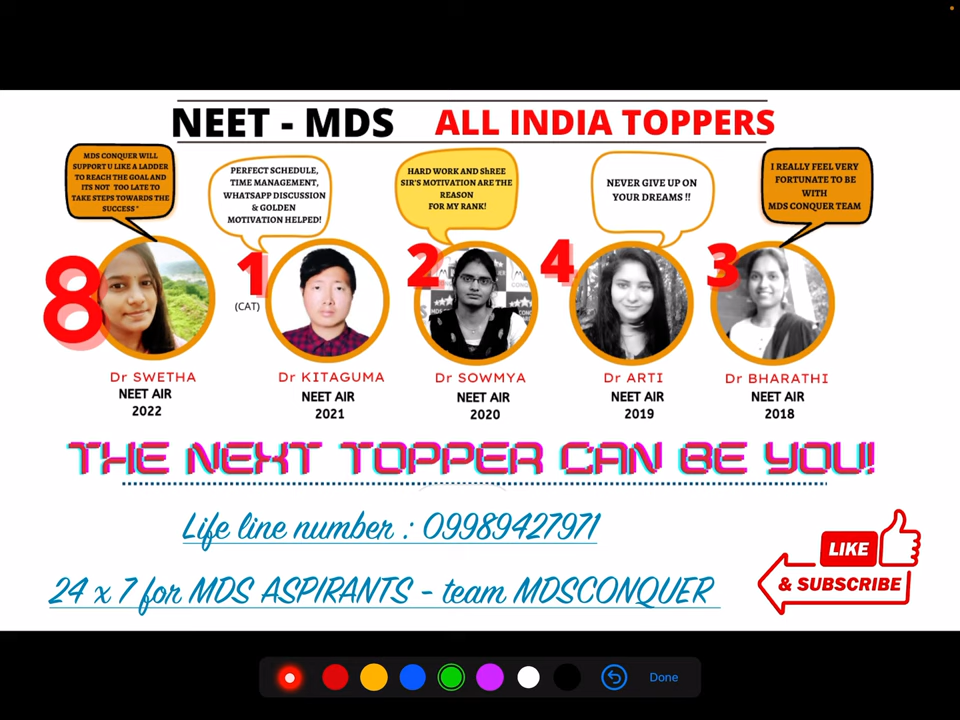 NEET - MDS ALL INDIA TOPPERS
MDS CONQUER WILL
SUPPORT U LIKE A LADDER
TO REACH THE GOAL AND
ITS NOT TOO LATE TO
TAKE STEPS TOWARDS THE
SUCCESS "
PERFECT SCHEDULE,
TIME MANAGEMENT,
WHATSAPP DISCUSSION
& GOLDEN
MOTIVATION HELPED!
HARD WORK AND ShREE
SIR'S MOTIVATION ARE THE
REASON
FOR MY RANK!
NEVER GIVE UP ON
YOUR DREAMS !!
I REALLY FEEL VERY
FORTUNATE TO BE
WITH
MDS CONQUER TEAM
8
1
(CAT)
2
4
3
Dr SWETHA
NEET AIR
2022
Dr KITAGUMA
NEET AIR
2021
Dr SOWMYA
NEET AIR
2020
Dr ARTI
NEET AIR
2019
Dr BHARATHI
NEET AIR
2018
THE NEXT TOPPER CAN BE YOU!
Life line number : 09989427971
24 x 7 for MDS ASPIRANTS - team MDSCONQUER
LIKE
& SUBSCRIBE
Done